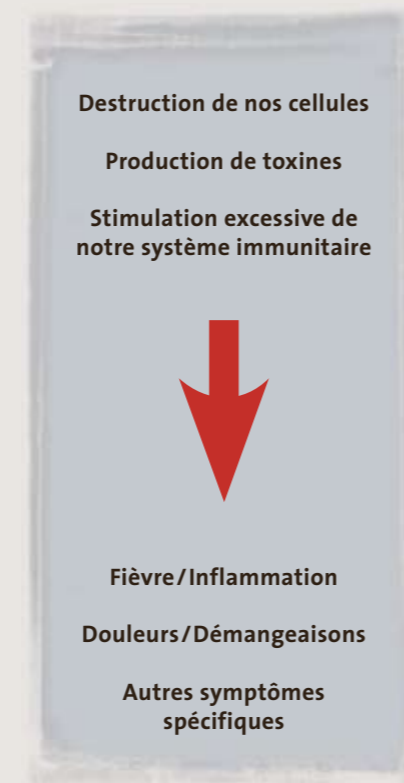 Destruction de nos cellules
Production de toxines
Stimulation excessive de
notre système immunitaire
Fièvre/Inflammation
Douleurs/Démangeaisons
Autres symptômes
spécifiques